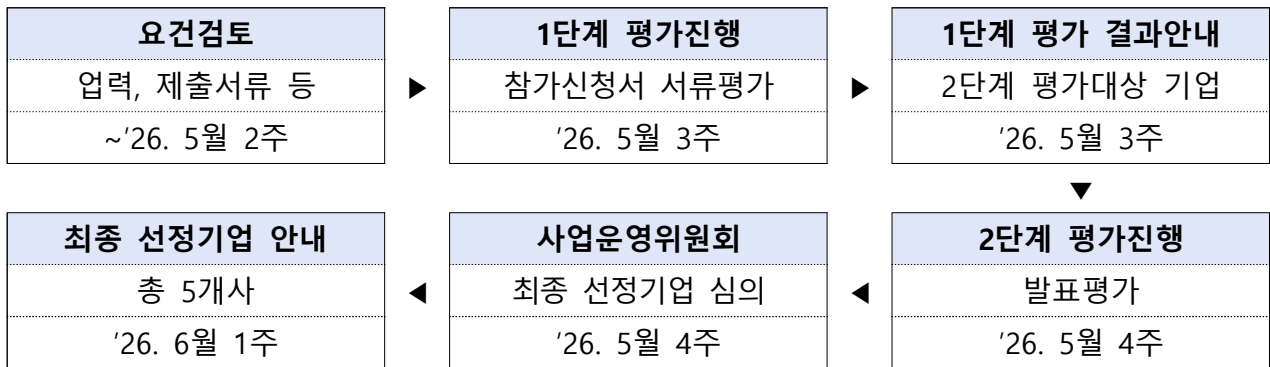 요건검토
업력, 제출서류 등
~'26. 5월 2주
▶
1단계 평가진행
참가신청서 서류평가
'26. 5월 3주
▶
1단계 평가 결과안내
2단계 평가대상 기업
'26. 5월 3주
▼
2단계 평가진행
발표평가
'26. 5월 4주
◀
사업운영위원회
최종 선정기업 심의
'26. 5월 4주
◀
최종 선정기업 안내
총 5개사
'26. 6월 1주